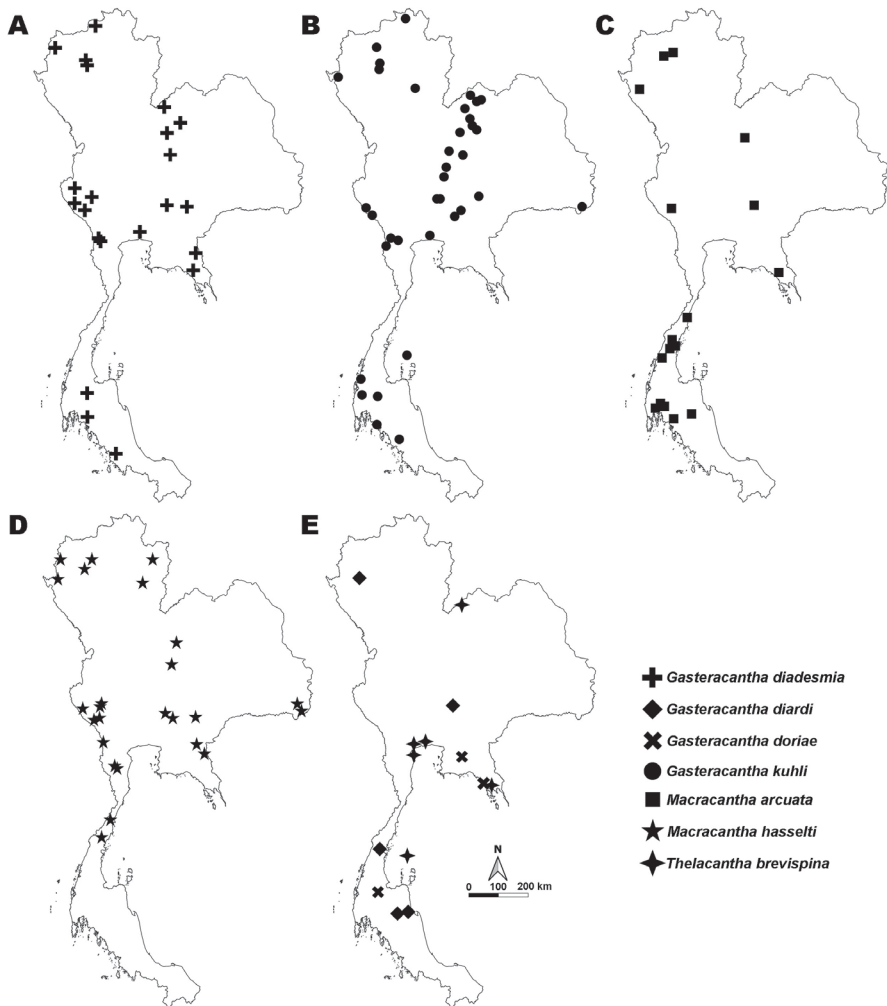 A
B
C
D
E
Gasteracantha diadesmia
Gasteracantha diardi
Gasteracantha doriae
Gasteracantha kuhli
Macracantha arcuata
Macracantha hasselti
Thelacantha brevispina
N
0 100 200 km